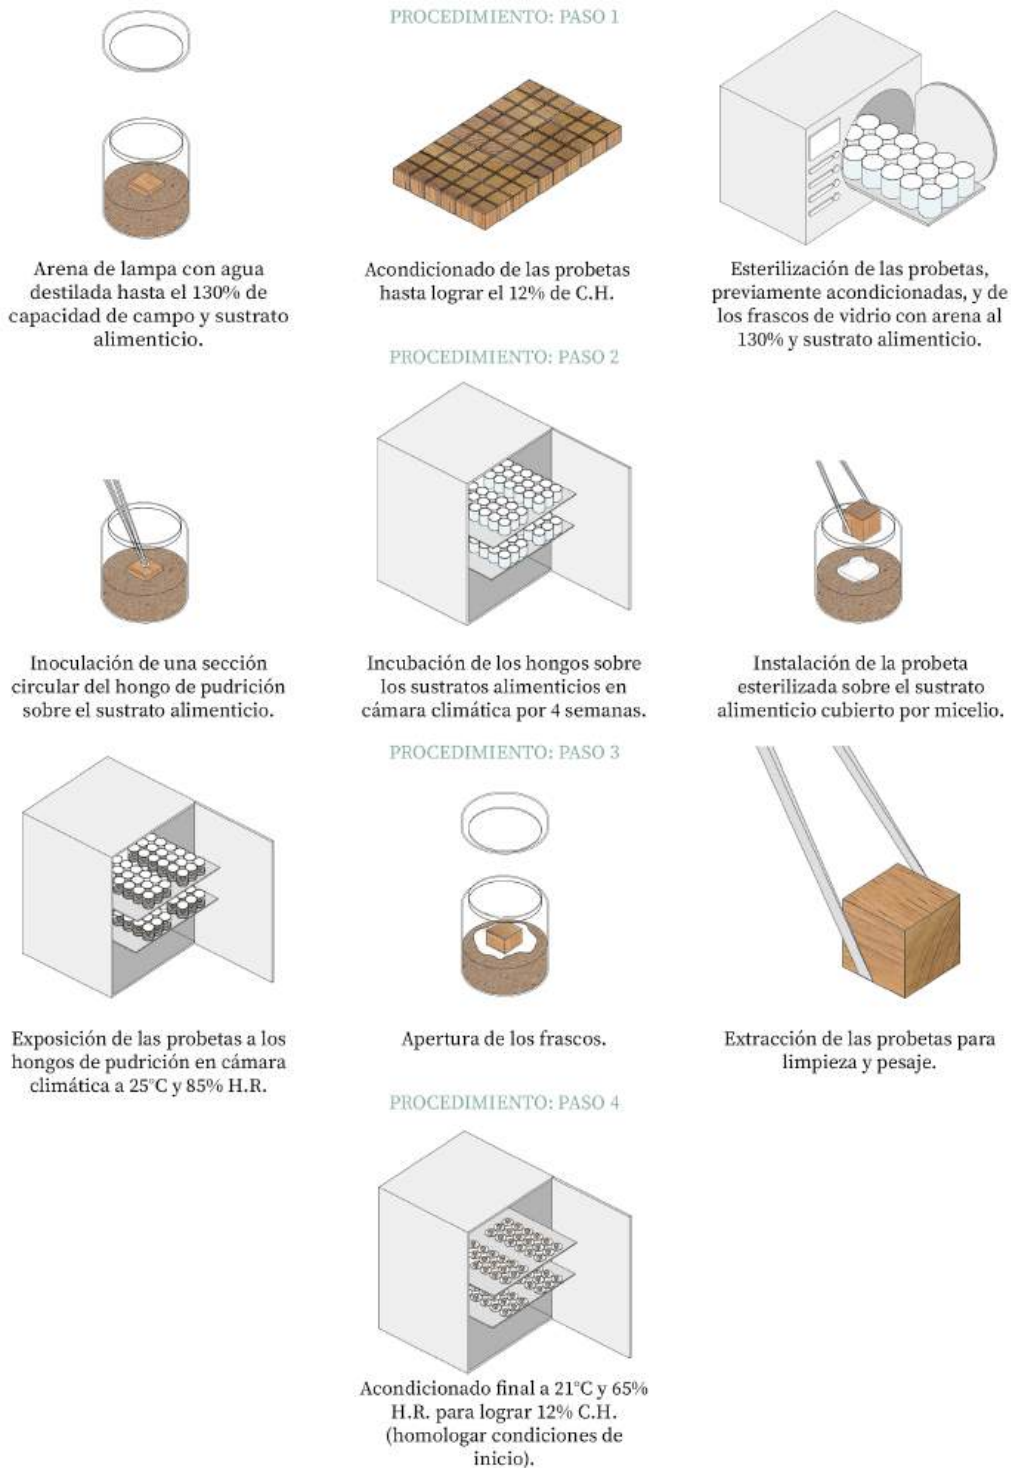 PROCEDIMIENTO: PASO 1
Arena de lampa con agua
destilada hasta el 130% de
capacidad de campo y sustrato
alimenticio.
Acondicionado de las probetas
hasta lograr el 12% de C.H.
Esterilización de las probetas,
previamente acondicionadas, y de
los frascos de vidrio con arena al
130% y sustrato alimenticio.
PROCEDIMIENTO: PASO 2
Inoculación de una sección
circular del hongo de pudrición
sobre el sustrato alimenticio.
Incubación de los hongos sobre
los sustratos alimenticios en
cámara climática por 4 semanas.
Instalación de la probeta
esterilizada sobre el sustrato
alimenticio cubierto por micelio.
PROCEDIMIENTO: PASO 3
Exposición de las probetas a los
hongos de pudrición en cámara
climática a 25°C y 85% H.R.
Apertura de los frascos.
Extracción de las probetas para
limpieza y pesaje.
PROCEDIMIENTO: PASO 4
Acondicionado final a 21°C y 65%
H.R. para lograr 12% C.H.
(homologar condiciones de
inicio).